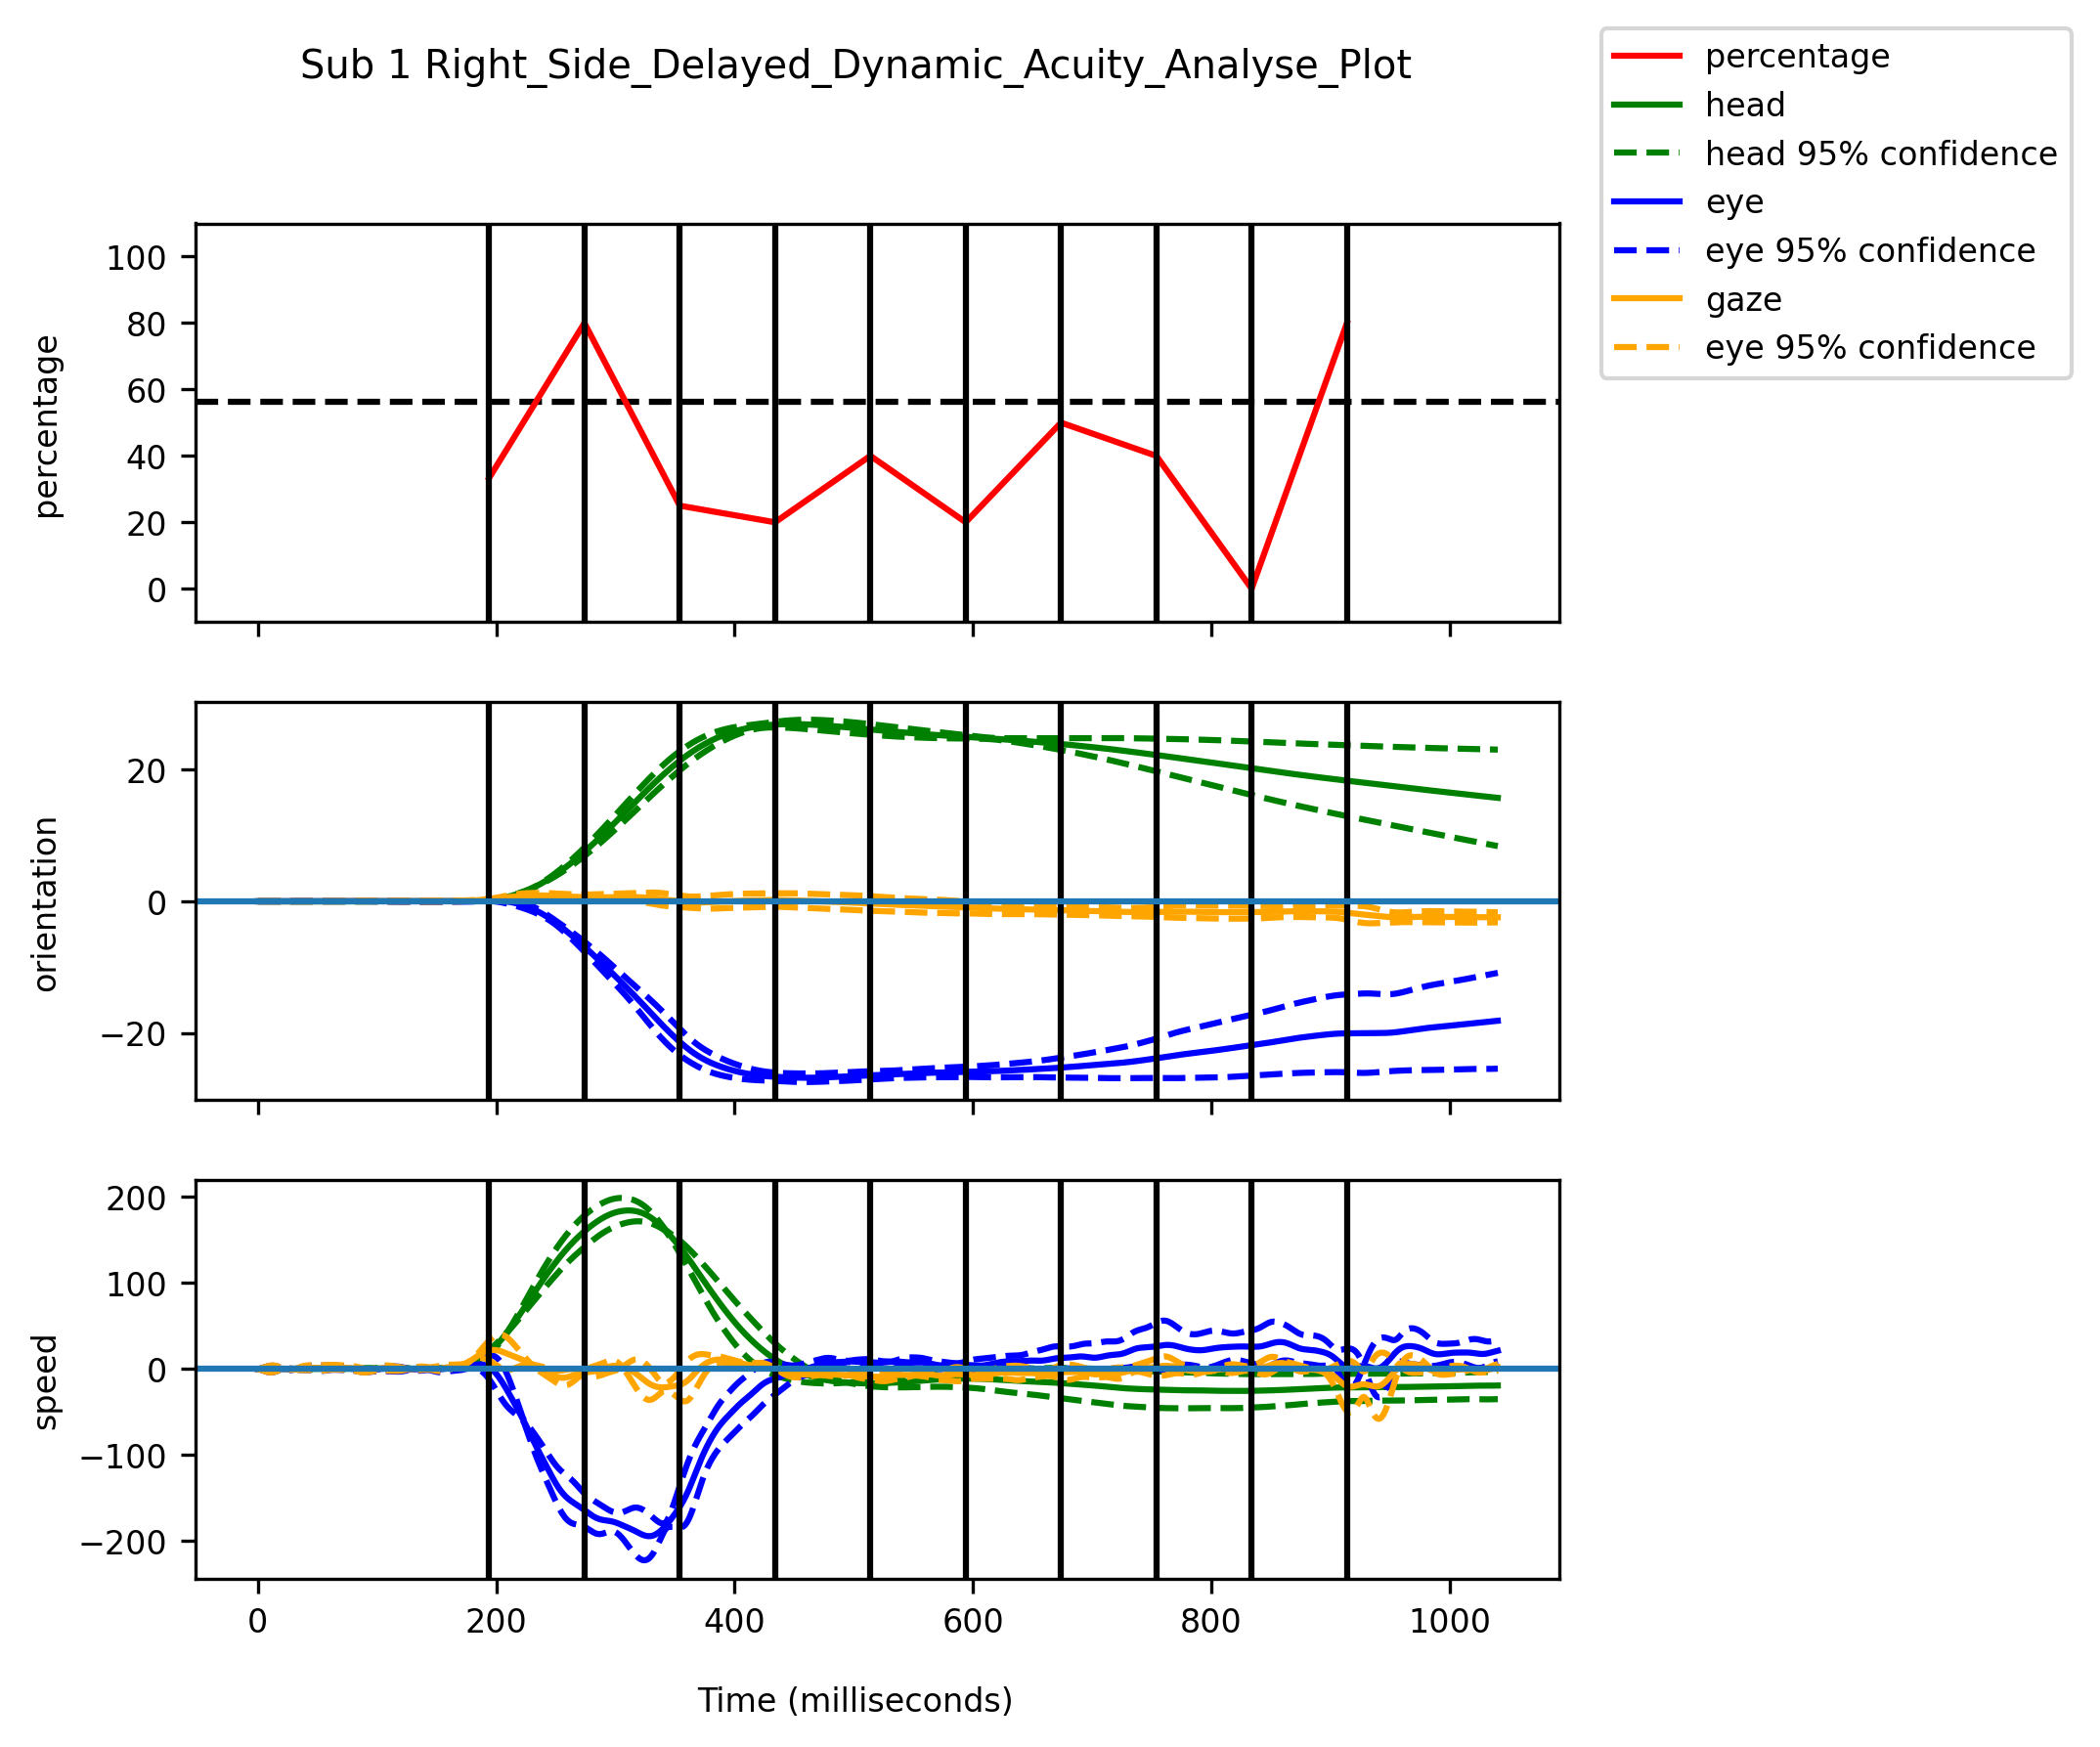 Sub 1 Right_Side_Delayed_Dynamic_Acuity_Analyse_Plot
percentage
head
head 95% confidence
eye
eye 95% confidence
gaze
eye 95% confidence
100
80
60
40
20
0
percentage
20
0
−20
orientation
200
100
0
−100
−200
speed
0 200 400 600 800 1000
Time (milliseconds)